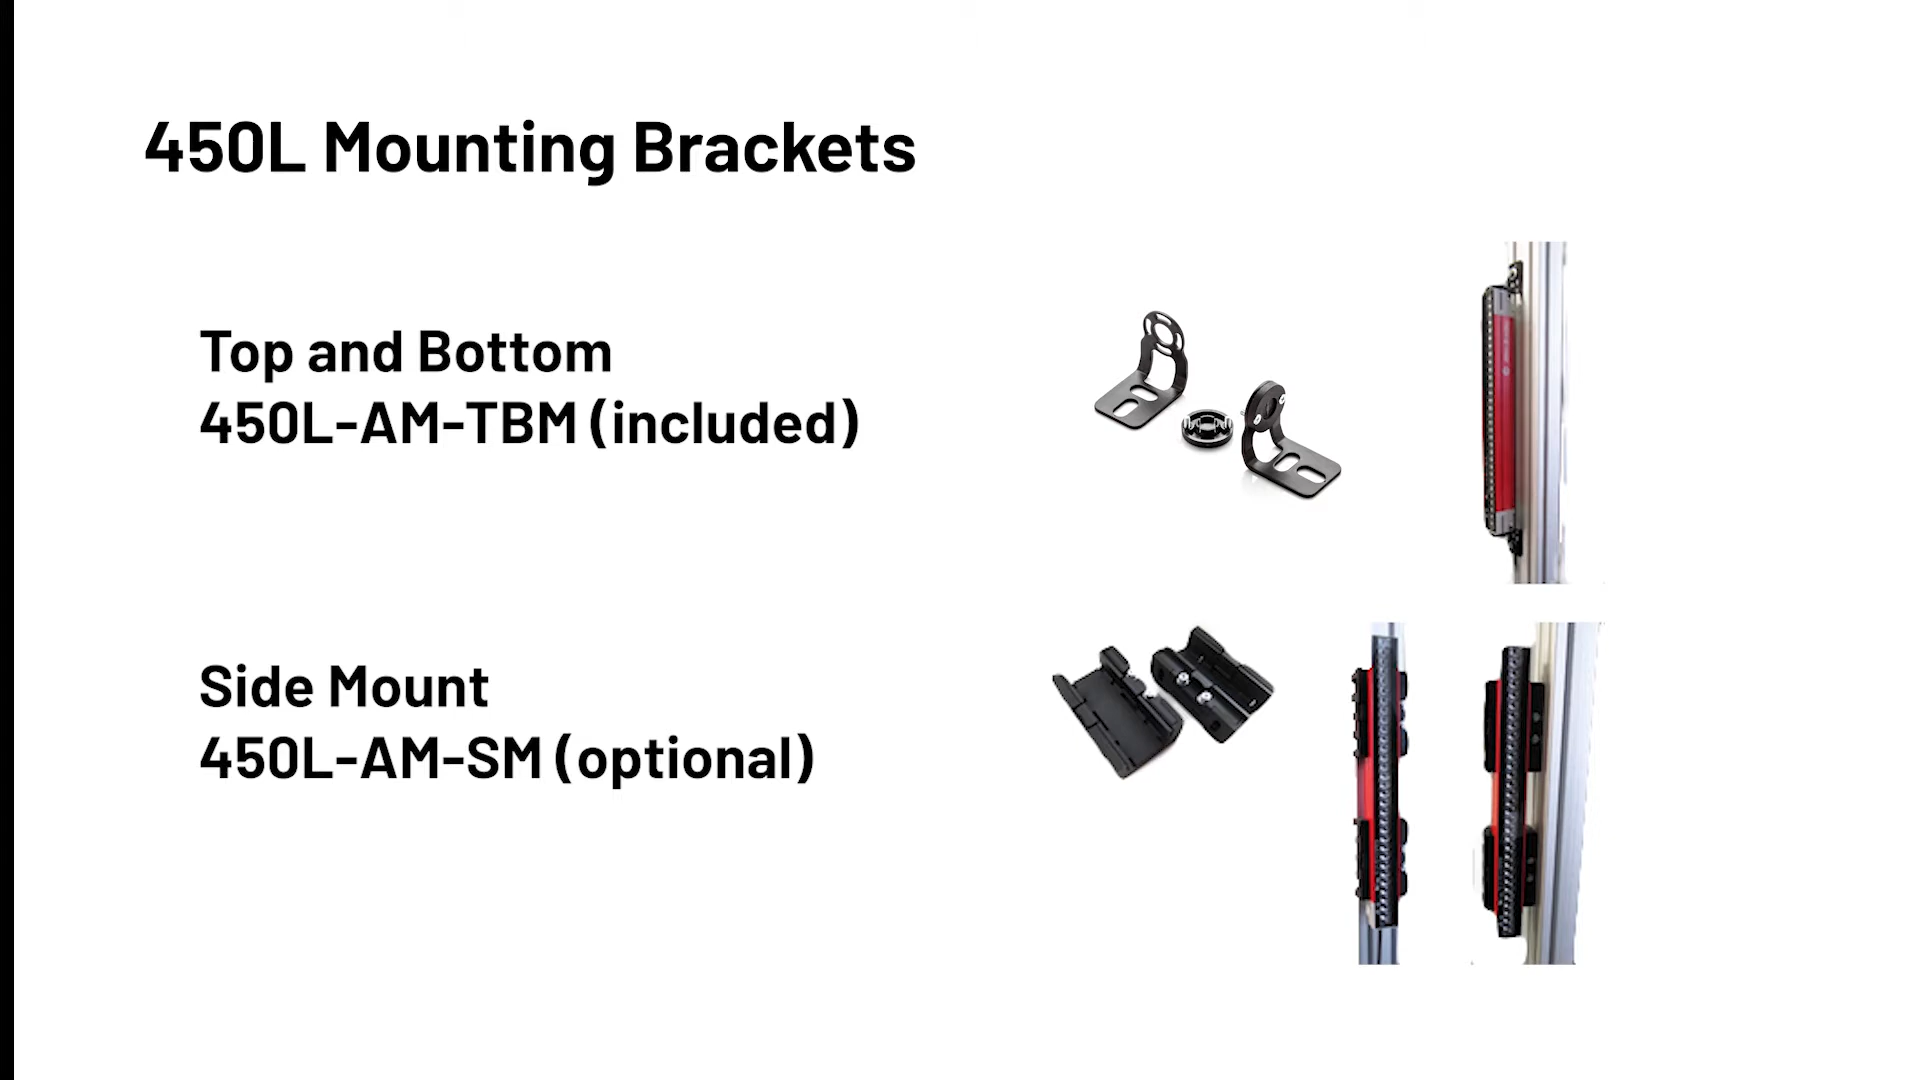 450L Mounting Brackets
Top and Bottom
450L-AM-TBM (included)
Side Mount
450L-AM-SM (optional)